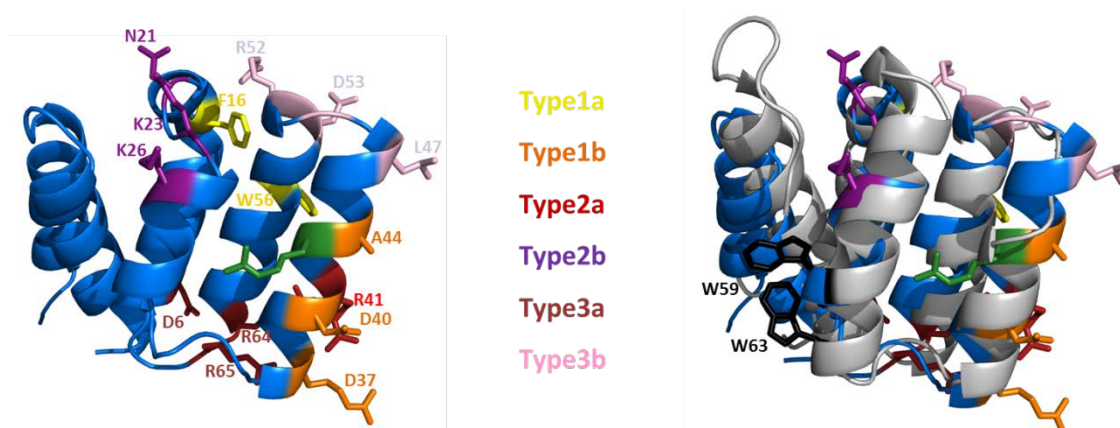 N21
R52
D53
F16
K23
L47
K26
W56
A44
R41
D40
D6
R64
R65
D37
Type1a
Type1b
Type2a
Type2b
Type3a
Type3b
W59
W63